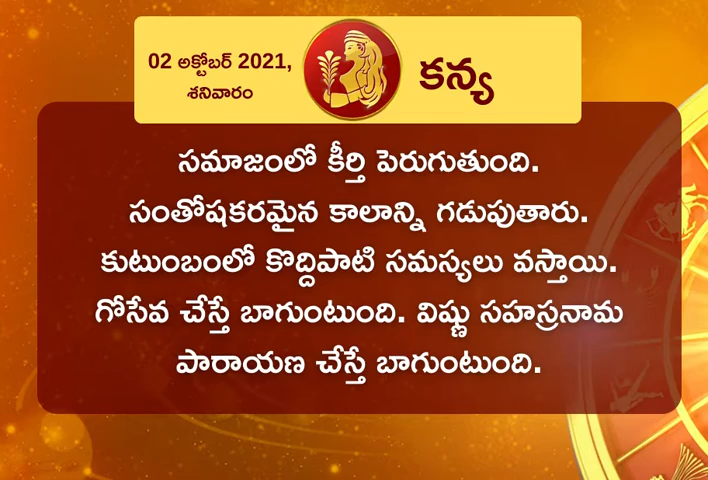 02 అక్టోబర్ 2021,
శనివారం
కన్య
సమాజంలో కీర్తి పెరుగుతుంది.
సంతోషకరమైన కాలాన్ని గడుపుతారు.
కుటుంబంలో కొద్దిపాటి సమస్యలు వస్తాయి.
గోసేవ చేస్తే బాగుంటుంది. విష్ణు సహస్రనామ
పారాయణ చేస్తే బాగుంటుంది.